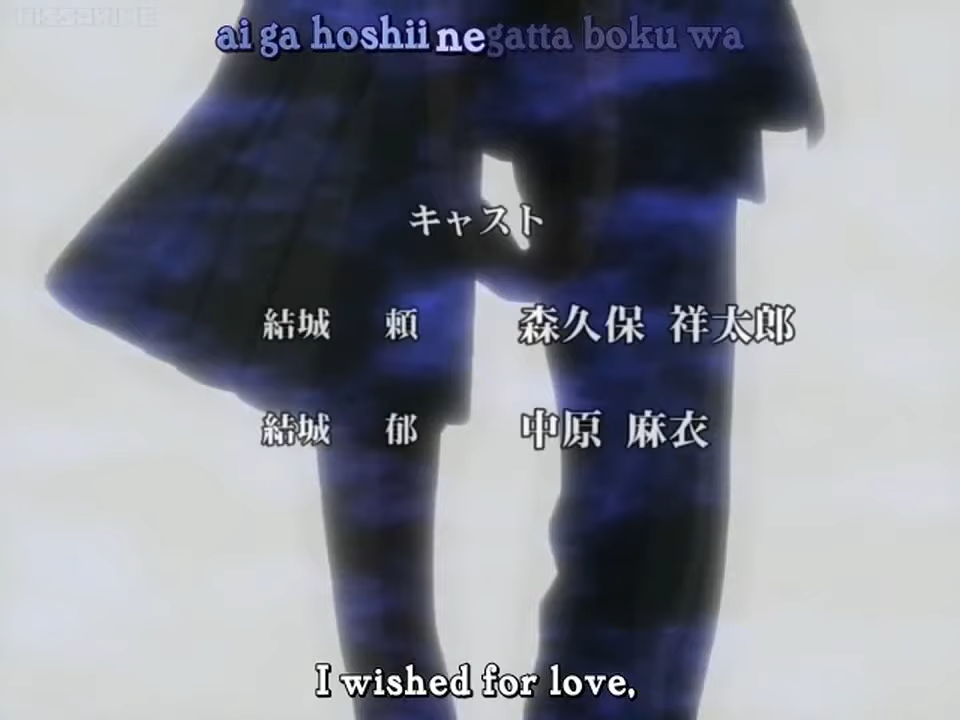 KISSANIME
ai ga hoshii negatta boku wa
キャスト
結城 頼 森久保 祥太郎
結城 郁 中原 麻衣
I wished for love,